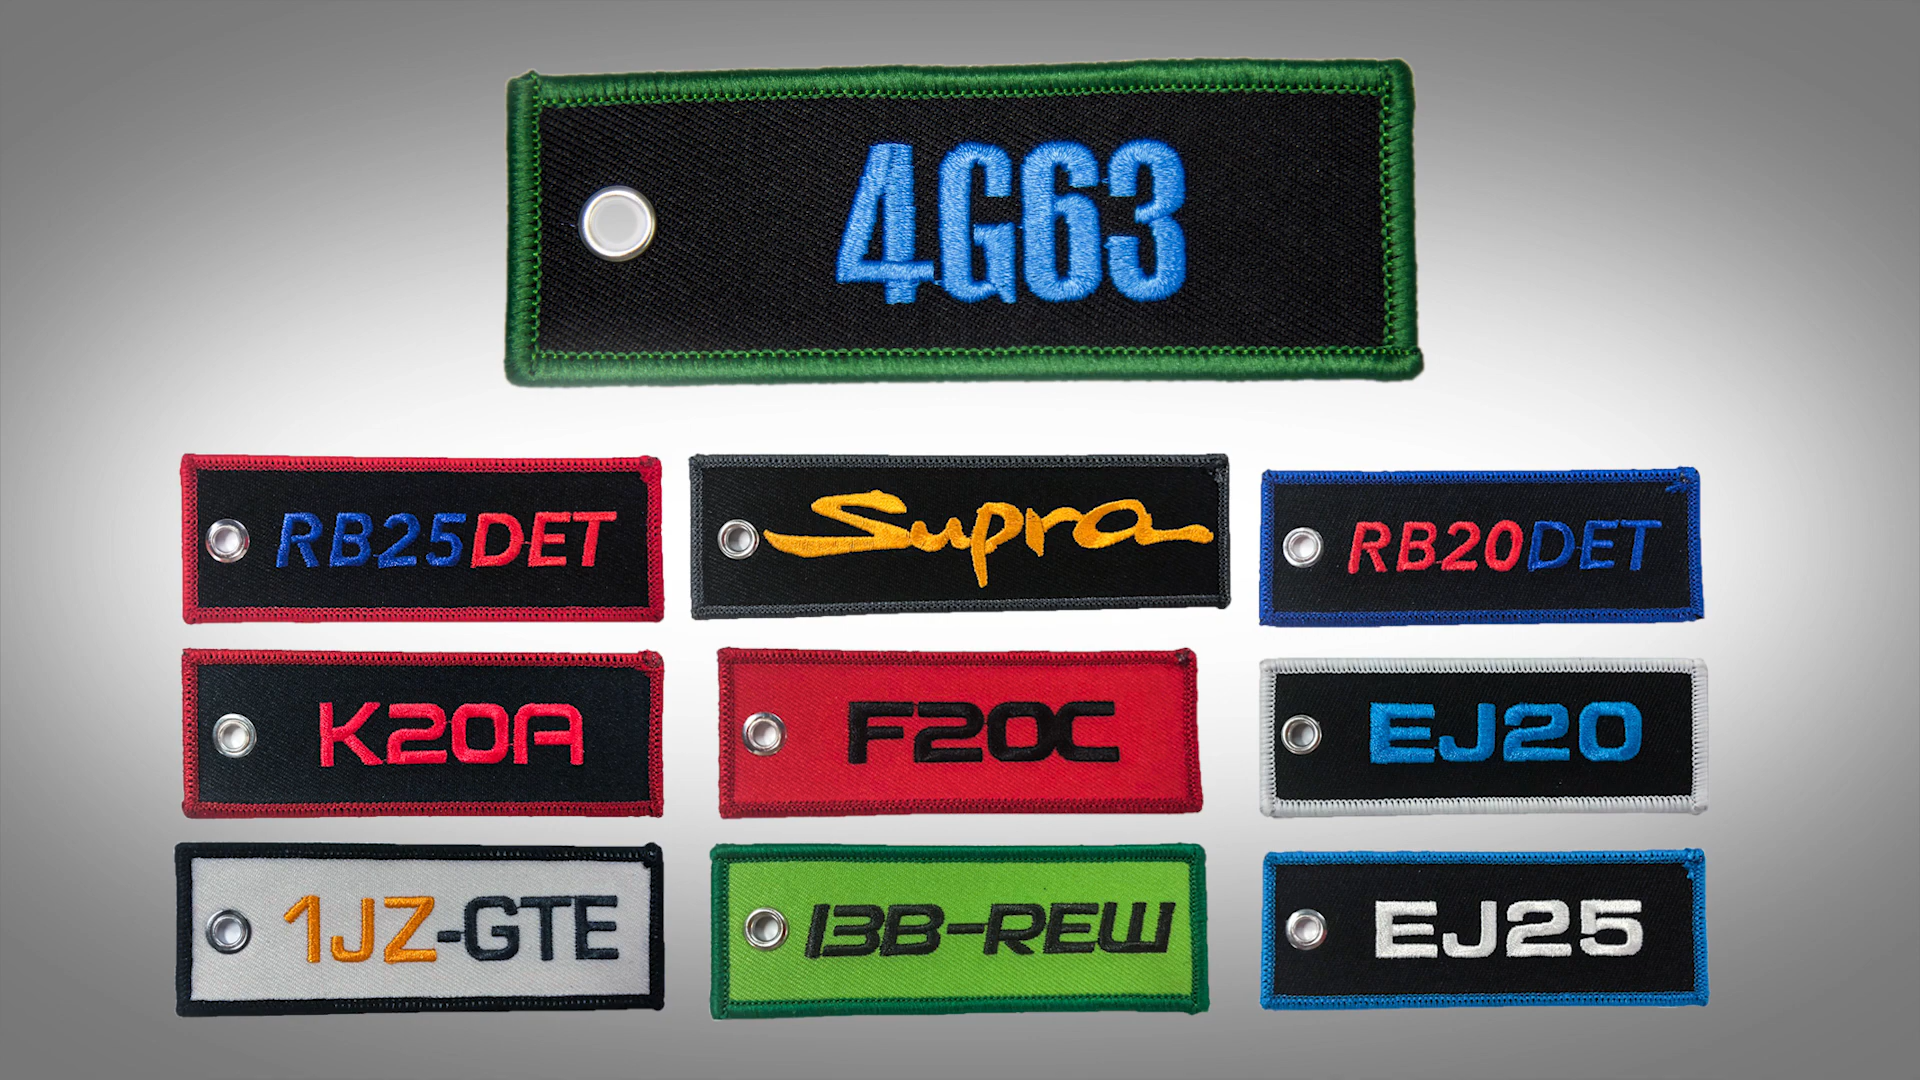 4G63
RB25DET
Supra
RB20DET
K20A
F20C
EJ20
1JZ-GTE
13B-REW
EJ25